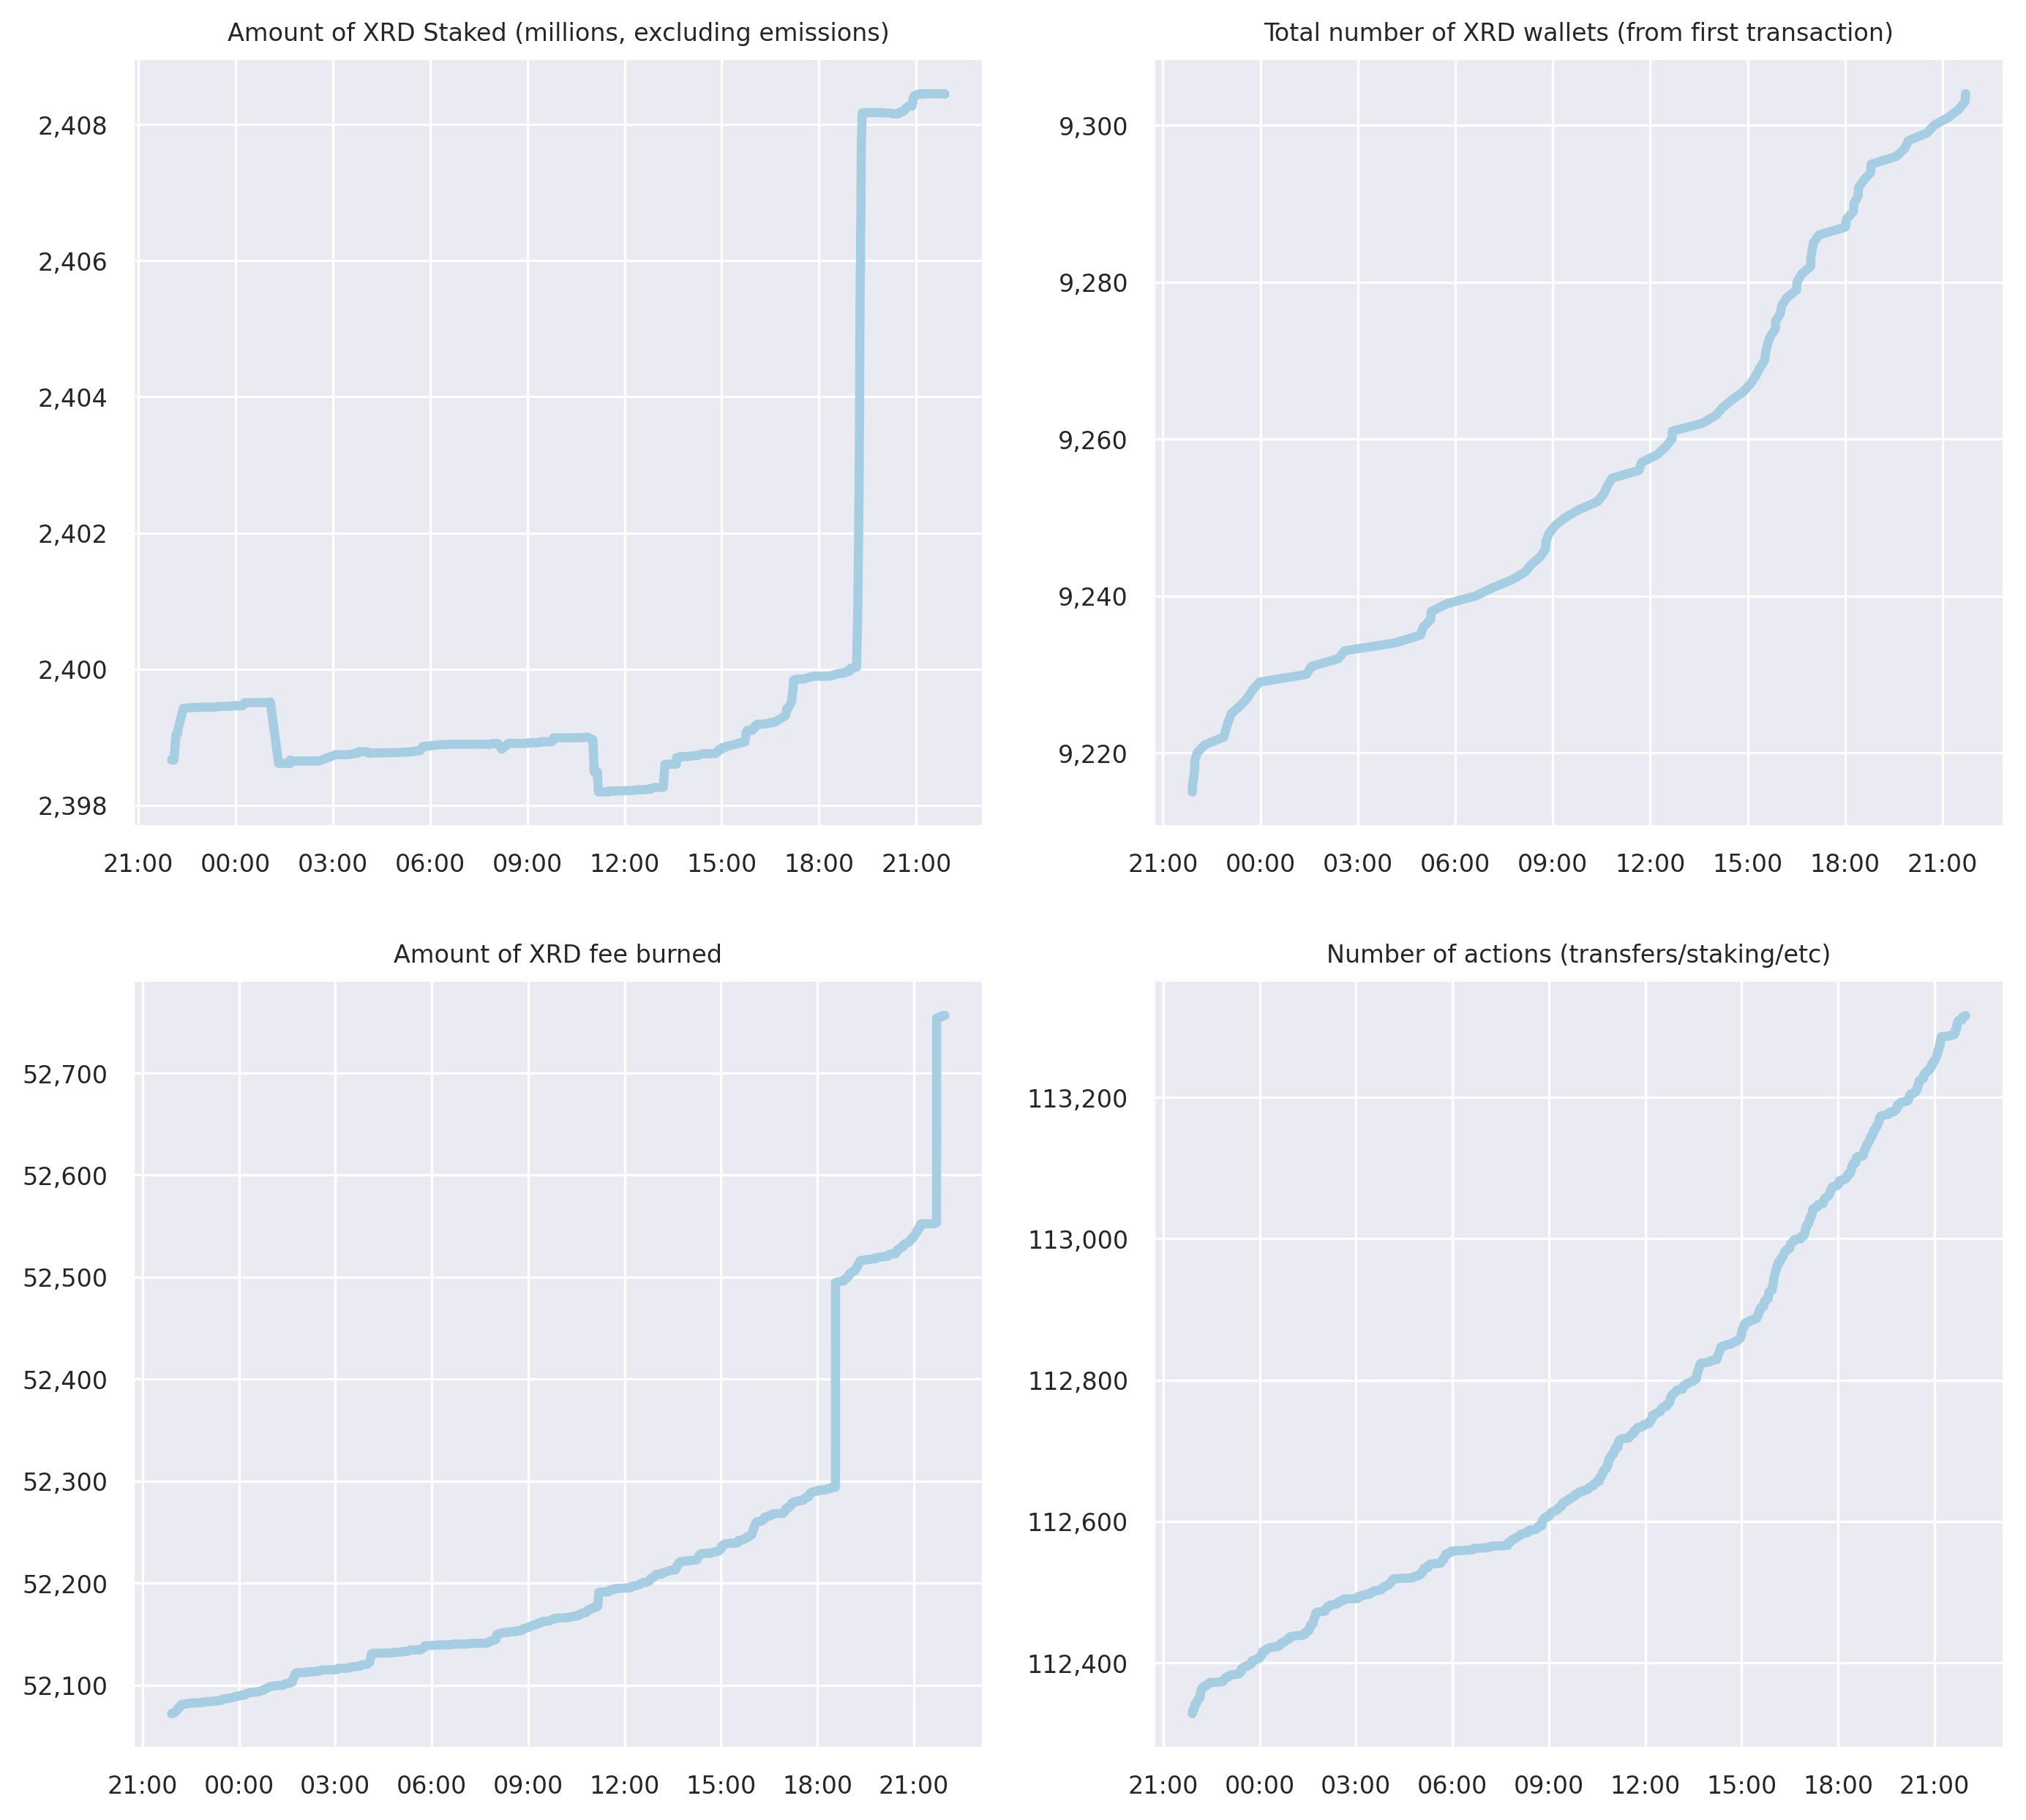 Amount of XRD Staked (millions, excluding emissions)
2,408
2,406
2,404
2,402
2,400
2,398
21:00 00:00 03:00 06:00 09:00 12:00 15:00 18:00 21:00
Total number of XRD wallets (from first transaction)
9,300
9,280
9,260
9,240
9,220
21:00 00:00 03:00 06:00 09:00 12:00 15:00 18:00 21:00
Amount of XRD fee burned
52,700
52,600
52,500
52,400
52,300
52,200
52,100
21:00 00:00 03:00 06:00 09:00 12:00 15:00 18:00 21:00
Number of actions (transfers/staking/etc)
113,200
113,000
112,800
112,600
112,400
21:00 00:00 03:00 06:00 09:00 12:00 15:00 18:00 21:00